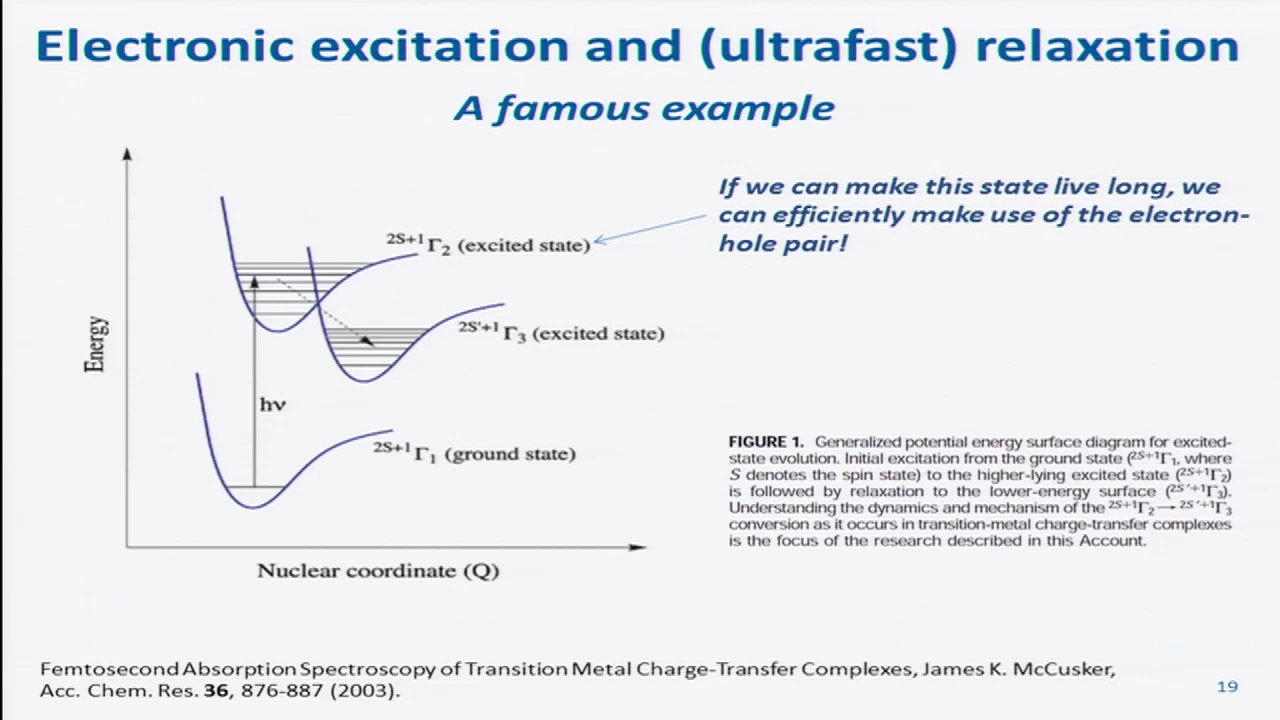 Electronic excitation and (ultrafast) relaxation
A famous example
If we can make this state live long, we
can efficiently make use of the electron-
hole pair!
2S+1Γ2 (excited state)
2S'+1Γ3 (excited state)
Energy
hν
2S+1Γ1 (ground state)
Nuclear coordinate (Q)
FIGURE 1. Generalized potential energy surface diagram for excited-
state evolution. Initial excitation from the ground state (2S+1Γ1, where
S denotes the spin state) to the higher-lying excited state (2S+1Γ2)
is followed by relaxation to the lower-energy surface (2S'+1Γ3).
Understanding the dynamics and mechanism of the 2S+1Γ2→2S'+1Γ3
conversion as it occurs in transition-metal charge-transfer complexes
is the focus of the research described in this Account.
Femtosecond Absorption Spectroscopy of Transition Metal Charge-Transfer Complexes, James K. McCusker,
Acc. Chem. Res. 36, 876-887 (2003).
19